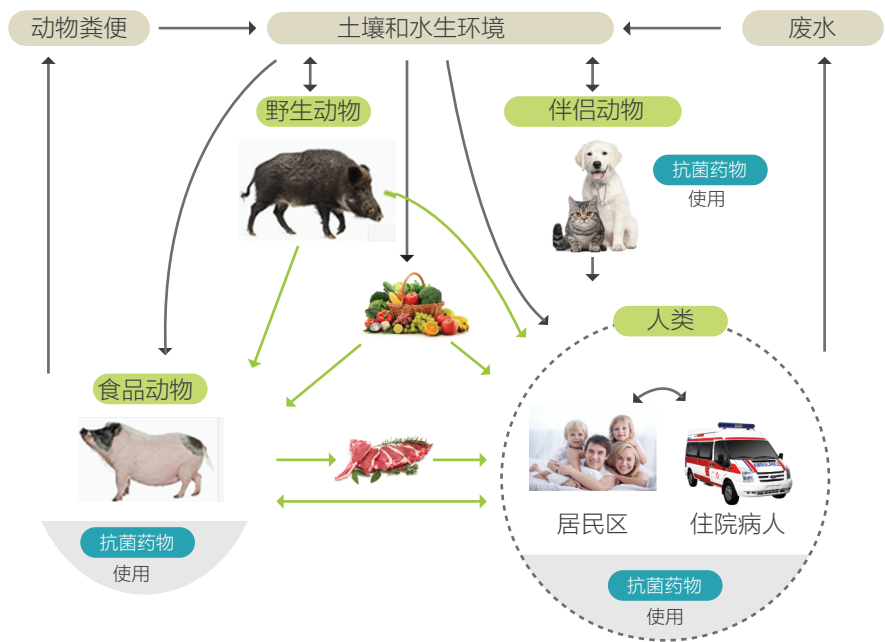 动物粪便
土壤和水生环境
废水
野生动物
伴侣动物
抗菌药物
使用
人类
食品动物
居民区
住院病人
抗菌药物
使用
抗菌药物
使用